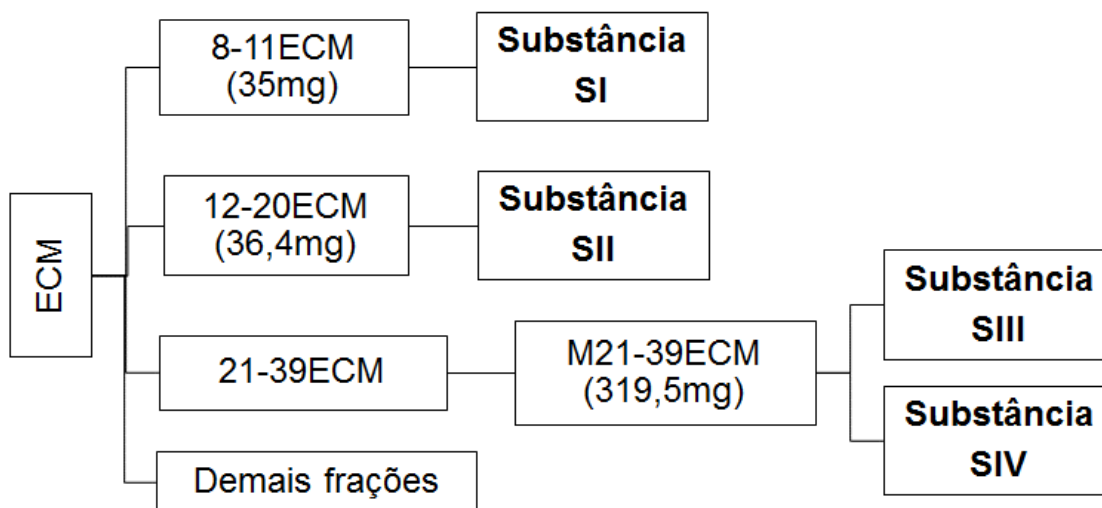 8-11ECM
(35mg)
Substância
SI
ECM
12-20ECM
(36,4mg)
Substância
SII
21-39ECM
M21-39ECM
(319,5mg)
Substância
SIII
Substância
SIV
Demais frações